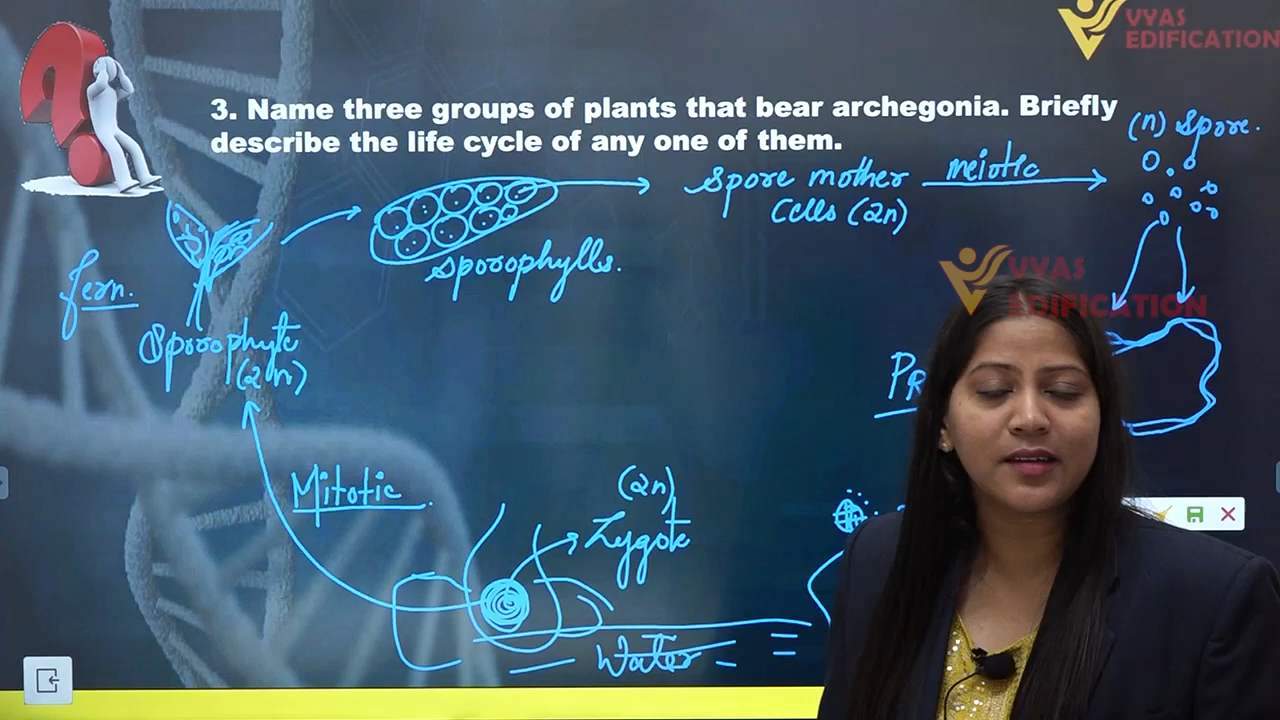 VYAS
EDIFICATION
3. Name three groups of plants that bear archegonia. Briefly
describe the life cycle of any one of them.
(n) Spore.
Spore mother
Cells (2n)
meiotic
Sporophylls.
fern.
Sporophyte
(2n)
VYAS
EDIFICATION
PR
Mitotic
(2n)
Zygote
Water